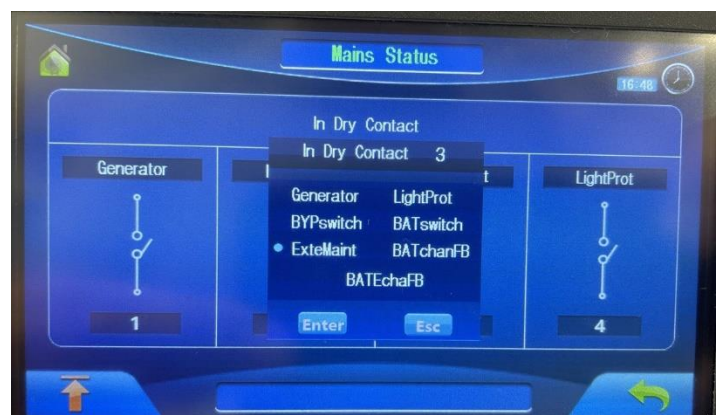 Mains Status
16:48
In Dry Contact
In Dry Contact 3
Generator
LightProt
Generator LightProt
BYPswitch BATswitch
ExteMaint BATchanFB
BATEchaFB
Enter Esc
1
4